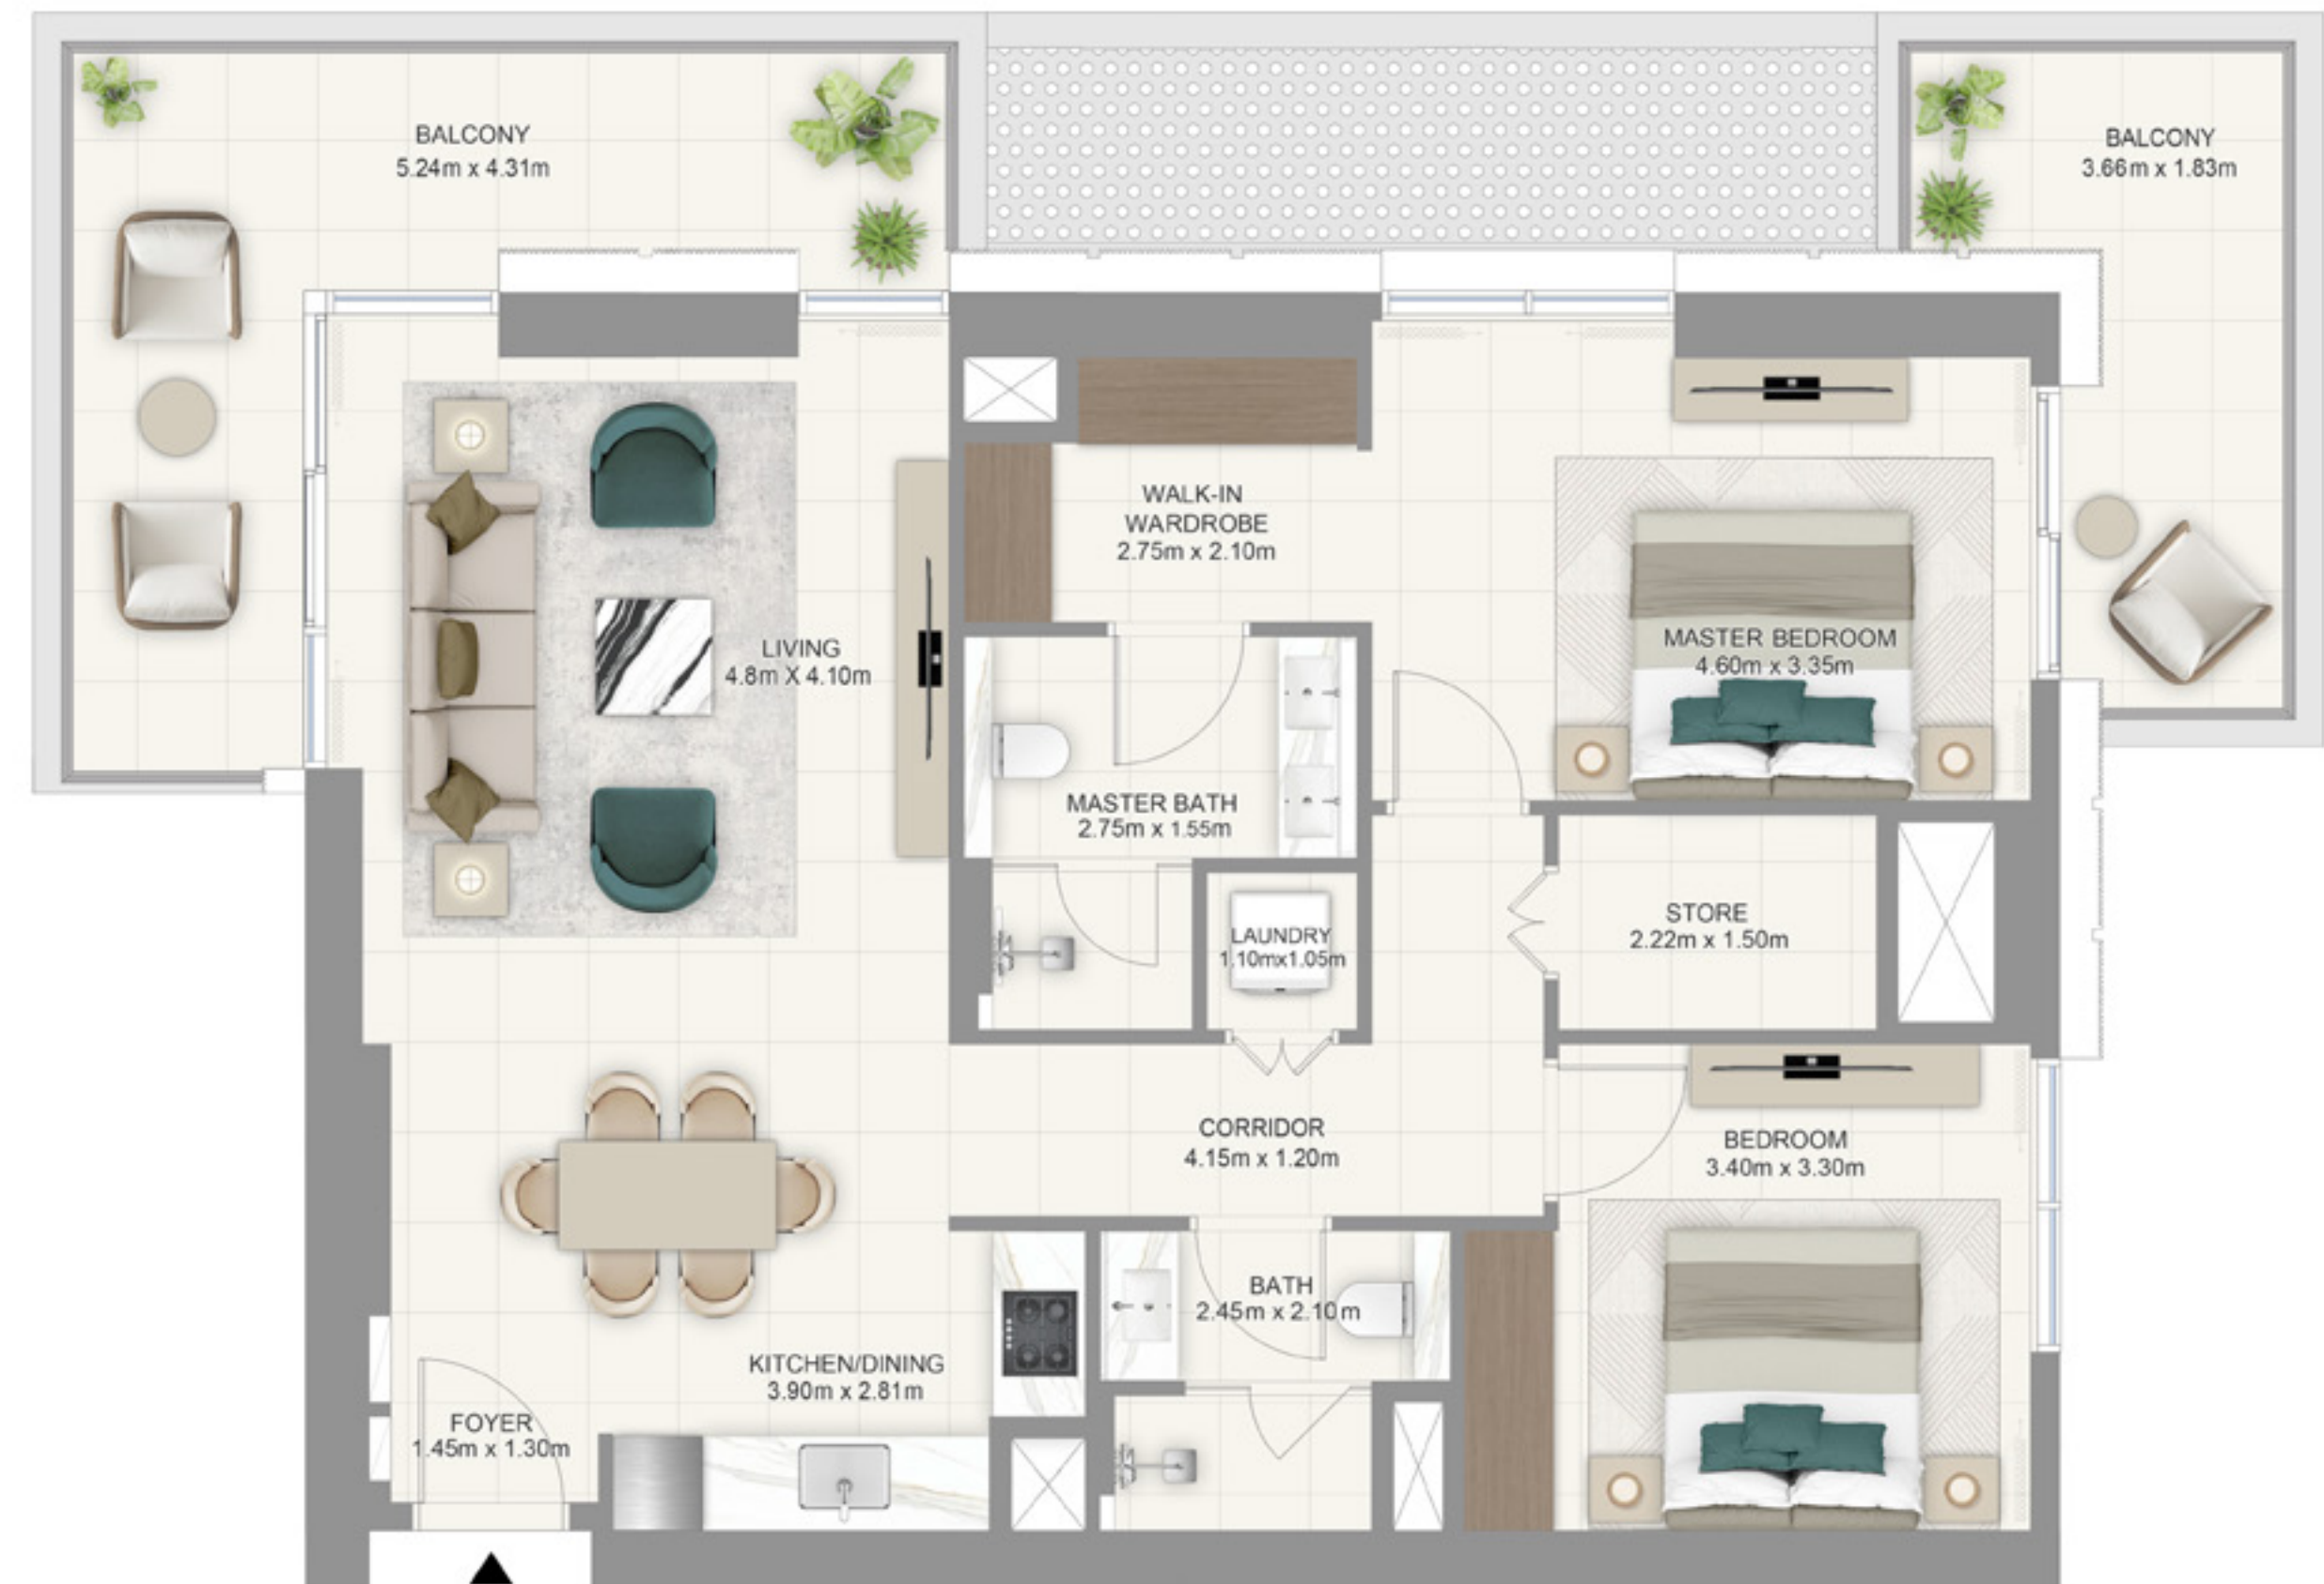 BALCONY
5.24m x 4.31m
BALCONY
3.66m x 1.83m
WALK-IN
WARDROBE
2.75m x 2.10m
LIVING
4.8m X 4.10m
MASTER BEDROOM
4.60m x 3.35m
MASTER BATH
2.75m x 1.55m
LAUNDRY
1.10mx1.05m
STORE
2.22m x 1.50m
CORRIDOR
4.15m x 1.20m
BEDROOM
3.40m x 3.30m
BATH
2.45m x 2.10m
KITCHEN/DINING
3.90m x 2.81m
FOYER
1.45m x 1.30m